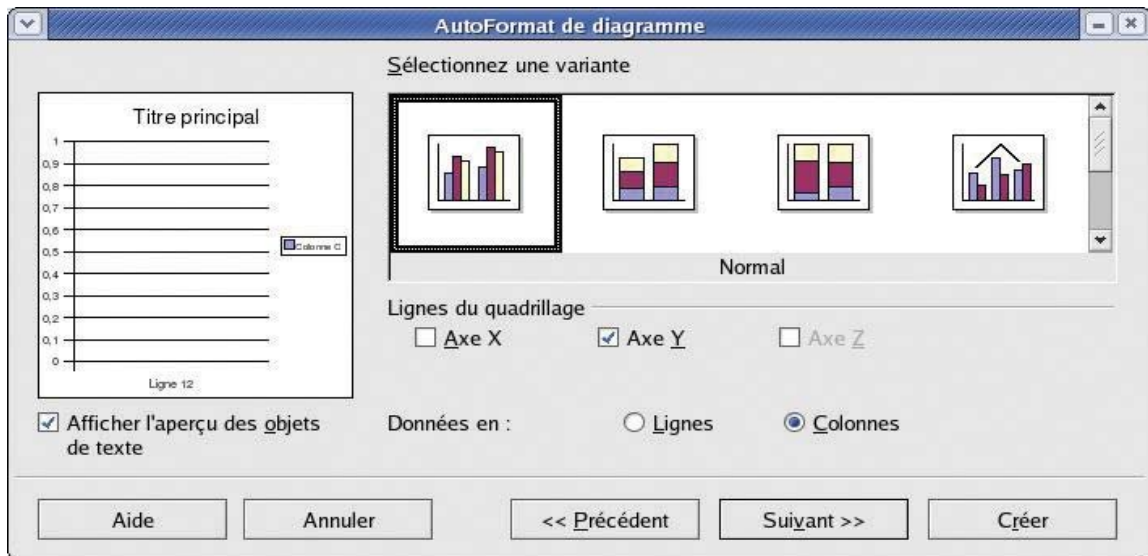 AutoFormat de diagramme
Sélectionnez une variante
Titre principal
1
0,9
0,8
0,7
0,6
0,5
0,4
0,3
0,2
0,1
0
Colonne C
Ligne 12
Normal
Lignes du quadrillage
Axe X
Axe Y
Axe Z
Afficher l'aperçu des objets
de texte
Données en :
Lignes
Colonnes
Aide
Annuler
<< Précédent
Suivant >>
Créer